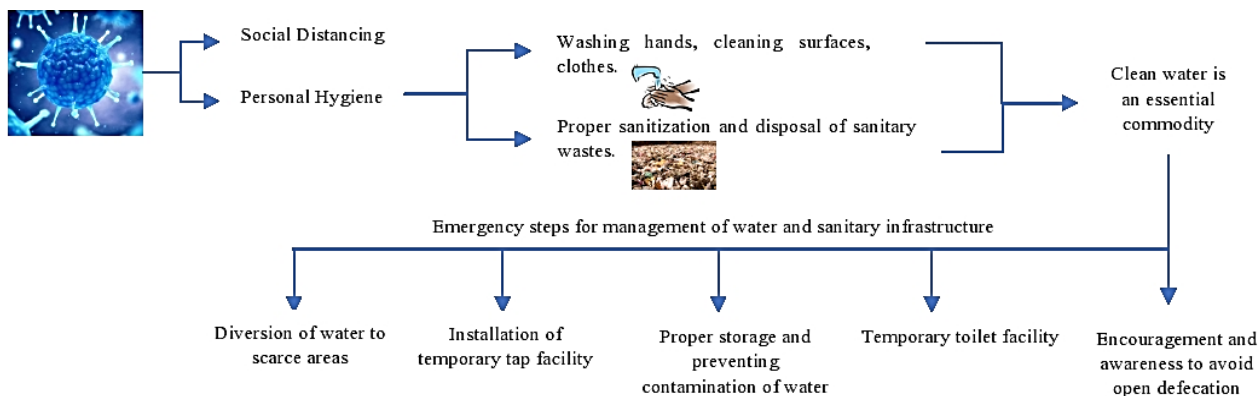 Social Distancing
Personal Hygiene
Washing hands, cleaning surfaces,
clothes.
Proper sanitization and disposal of sanitary
wastes.
Clean water is
an essential
commodity
Emergency steps for management of water and sanitary infrastructure
Diversion of water to
scarce areas
Installation of
temporary tap facility
Proper storage and
preventing
contamination of water
Temporary toilet facility
Encouragement and
awareness to avoid
open defecation